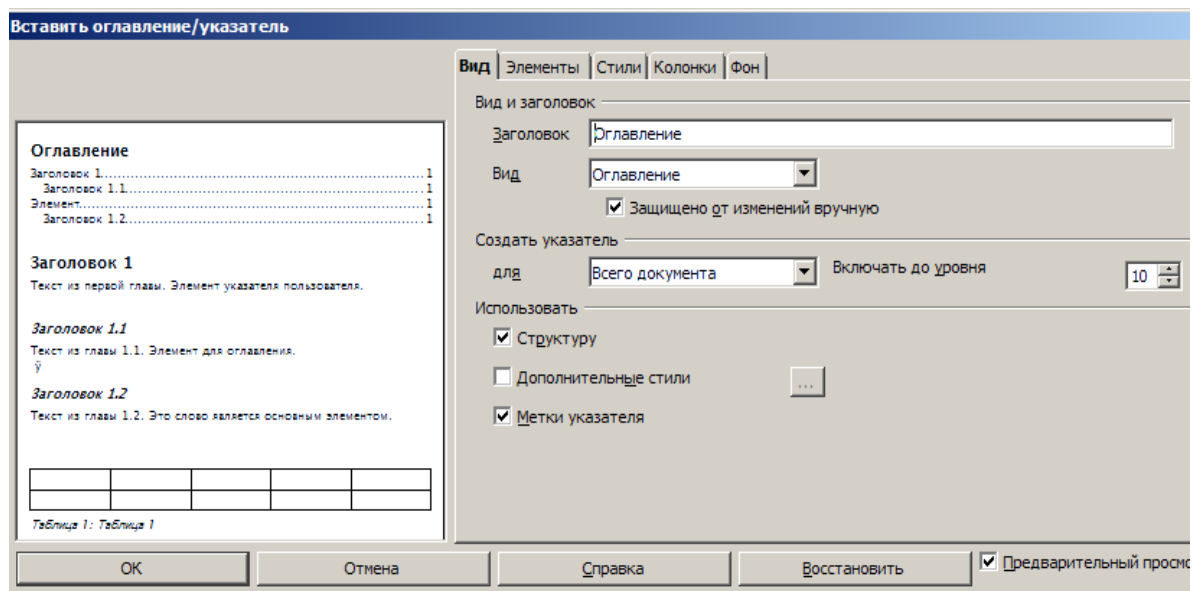 Вставить оглавление/указатель
Вид Элементы Стили Колонки Фон
Вид и заголовок
Заголовок Оглавление
Вид Оглавление
Защищено от изменений вручную
Создать указатель
для Всего документа Включать до уровня 10
Использовать
Структуру
Дополнительные стили ...
Метки указателя
Оглавление
Заголовок 1.......................................................................1
Заголовок 1.1..................................................................1
Элемент...........................................................................1
Заголовок 1.2..................................................................1
Заголовок 1
Текст из первой главы. Элемент указателя пользователя.
Заголовок 1.1
Текст из главы 1.1. Элемент для оглавления.
ÿ
Заголовок 1.2
Текст из главы 1.2. Это слово является основным элементом.
Таблица 1: Таблица 1
OK Отмена Справка Восстановить Предварительный просмо